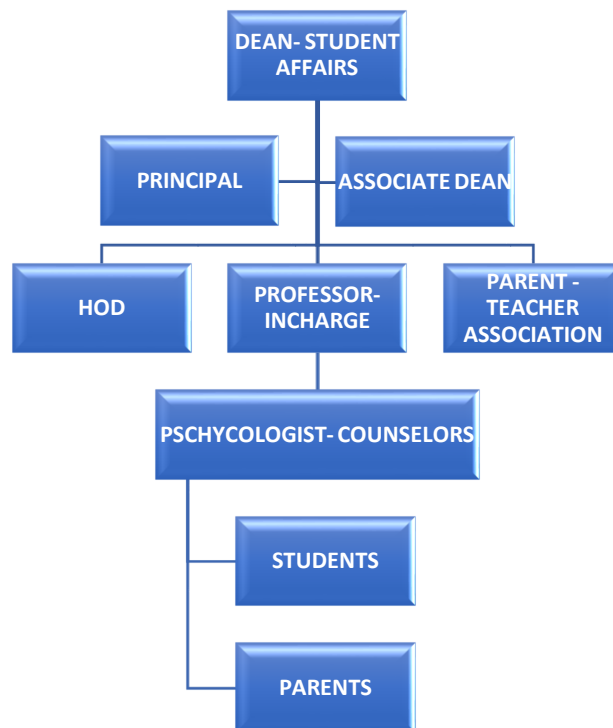 DEAN- STUDENT
AFFAIRS
PRINCIPAL
ASSOCIATE DEAN
HOD
PROFESSOR-
INCHARGE
PARENT -
TEACHER
ASSOCIATION
PSCHYCOLOGIST- COUNSELORS
STUDENTS
PARENTS